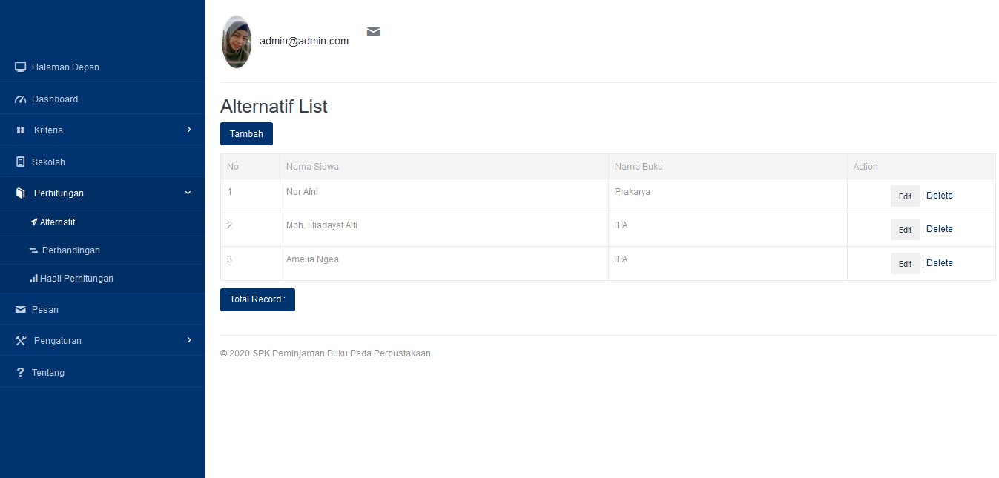 admin@admin.com
Halaman Depan
Dashboard
Kriteria
Sekolah
Perhitungan
Alternatif
Perbandingan
Hasil Perhitungan
Pesan
Pengaturan
Tentang
Alternatif List
Tambah
No Nama Siswa Nama Buku Action
1 Nur Afni Prakarya Edit | Delete
2 Moh. Hiadayat Alfi IPA Edit | Delete
3 Amelia Ngea IPA Edit | Delete
Total Record :
© 2020 SPK Peminjaman Buku Pada Perpustakaan